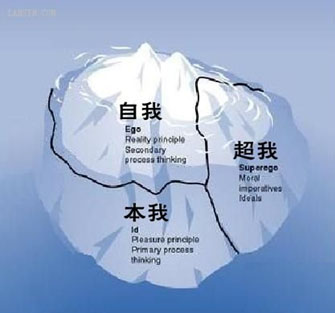 自我
Ego
Reality principle
Secondary
process thinking
超我
Superego
Moral
imperatives
Ideals
本我
Id
Pleasure principle
Primary process
thinking